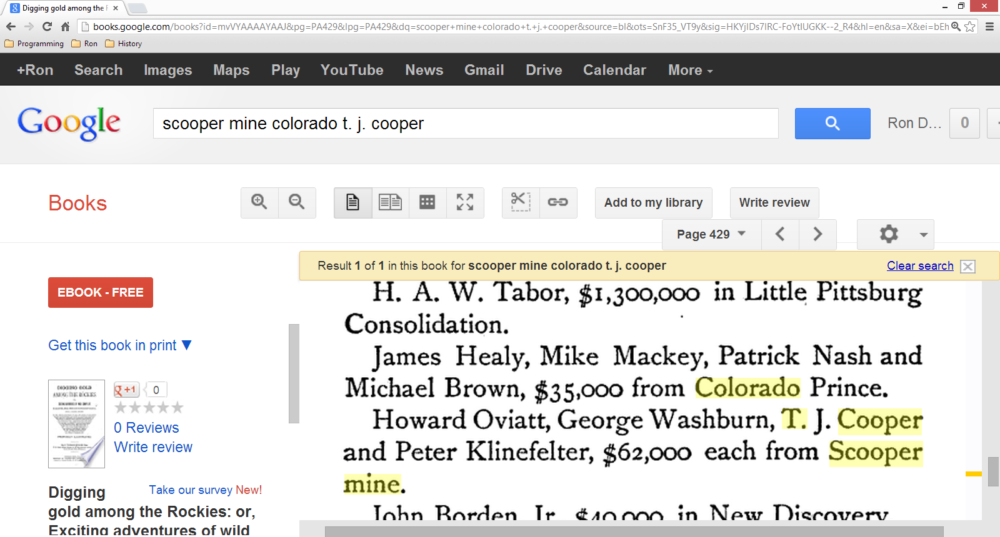 Digging gold among the R
books.google.com/books?id=mvVYAAAAYAAJ&pg=PA429&lpg=PA429&dq=scooper+mine+colorado+t.+j.+cooper&source=bl&ots=SnF35_VT9y&sig=HKYjIDs7IRC-FoYtIUGKK--2_R4&hl=en&sa=X&ei=bEh
Programming Ron History
+Ron Search Images Maps Play YouTube News Gmail Drive Calendar More
Google scooper mine colorado t. j. cooper Ron D... 0
Books Add to my library Write review
Page 429
Result 1 of 1 in this book for scooper mine colorado t. j. cooper Clear search
EBOOK - FREE
Get this book in print ▼
DIGGING GOLD
AMONG THE ROCKIES
g +1 0
0 Reviews
Write review
Take our survey New!
Digging
gold among the Rockies: or,
Exciting adventures of wild
H. A. W. Tabor, $1,300,000 in Little Pittsburg
Consolidation.
James Healy, Mike Mackey, Patrick Nash and
Michael Brown, $35,000 from Colorado Prince.
Howard Oviatt, George Washburn, T. J. Cooper
and Peter Klinefelter, $62,000 each from Scooper
mine.
John Borden, Jr., $40,000 in New Discovery